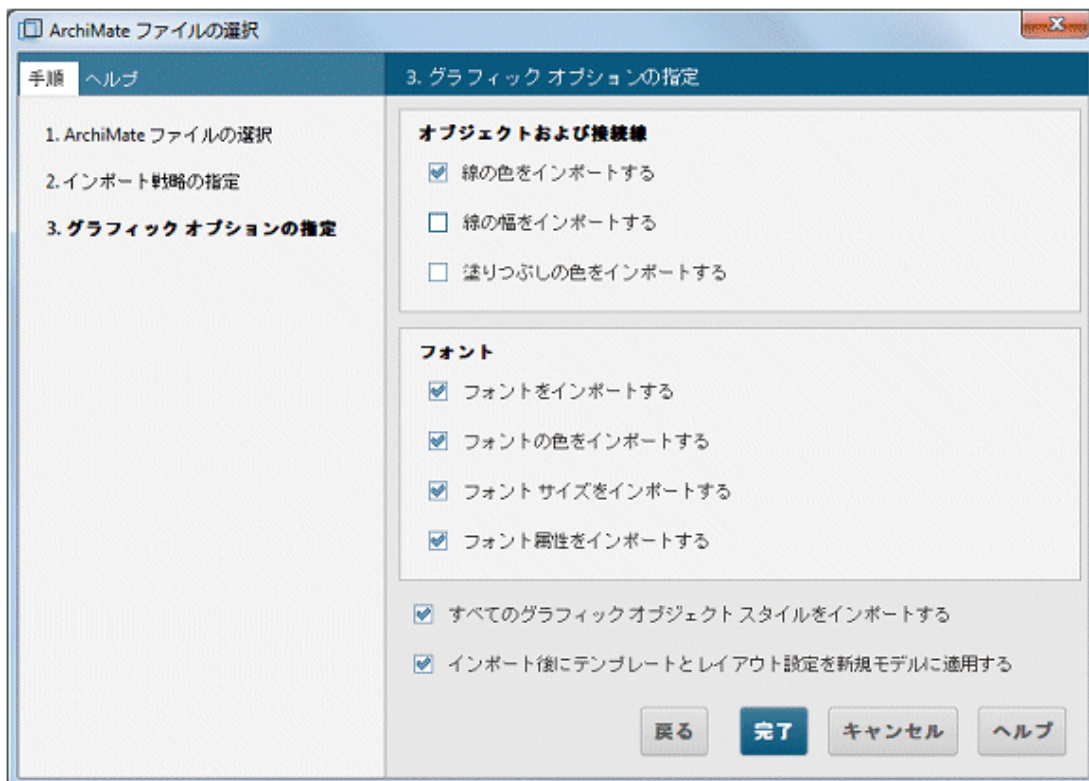 ArchiMate ファイルの選択
手順 ヘルプ
1. ArchiMate ファイルの選択
2. インポート戦略の指定
3. グラフィック オプションの指定
3. グラフィック オプションの指定
オブジェクトおよび接続線
線の色をインポートする
線の幅をインポートする
塗りつぶしの色をインポートする
フォント
フォントをインポートする
フォントの色をインポートする
フォント サイズをインポートする
フォント属性をインポートする
すべてのグラフィック オブジェクト スタイルをインポートする
インポート後にテンプレートとレイアウト設定を新規モデルに適用する
戻る 完了 キャンセル ヘルプ